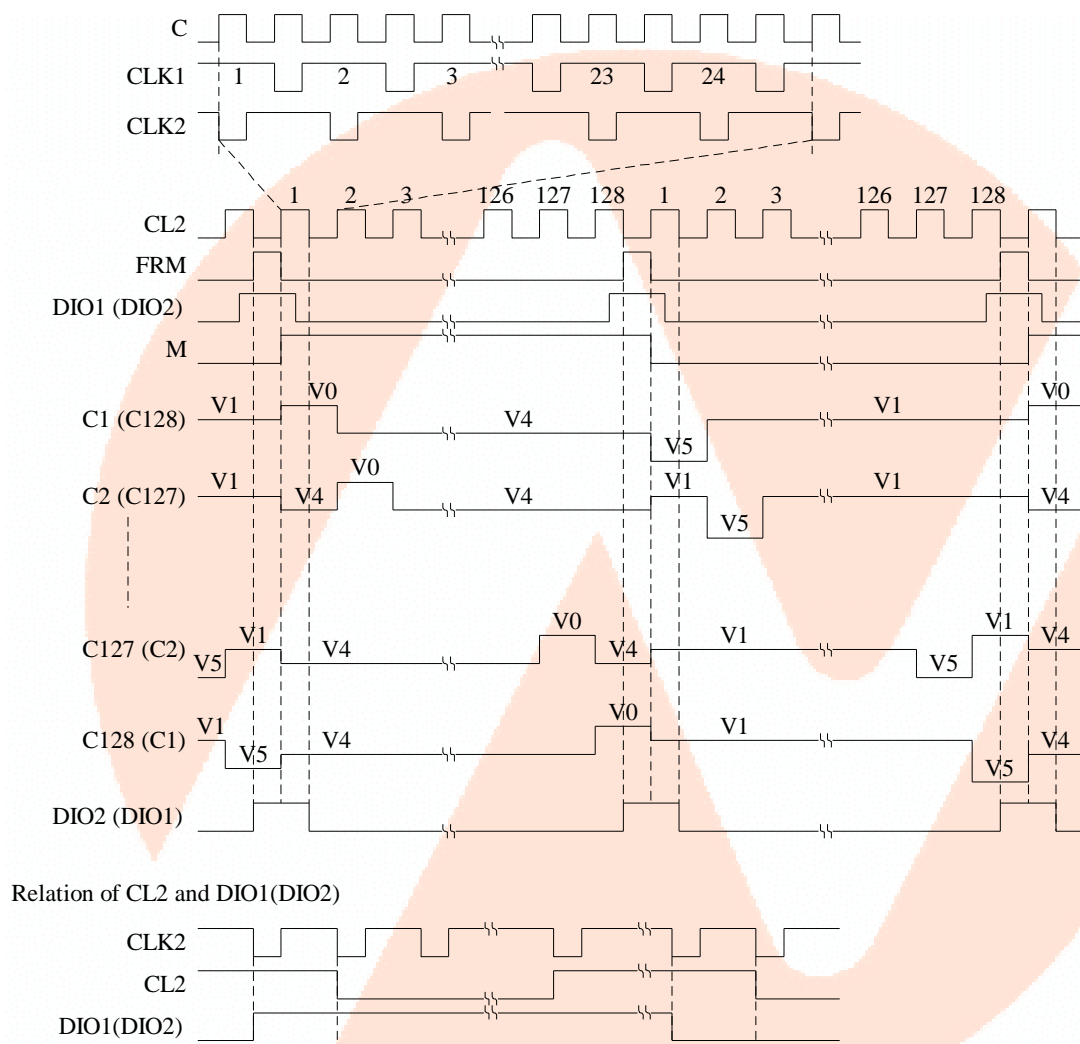 C
CLK1 1 2 3 23 24
CLK2
1 2 3 126 127 128 1 2 3 126 127 128
CL2
FRM
DIO1 (DIO2)
M
V1 V0 V4 V5 V1 V0
C1 (C128)
V1 V4 V0 V4 V1 V5 V1 V4
C2 (C127)
V5 V1 V4 V0 V4 V1 V5 V1 V4
C127 (C2)
V1 V5 V4 V0 V1 V5 V4
C128 (C1)
DIO2 (DIO1)
Relation of CL2 and DIO1(DIO2)
CLK2
CL2
DIO1(DIO2)